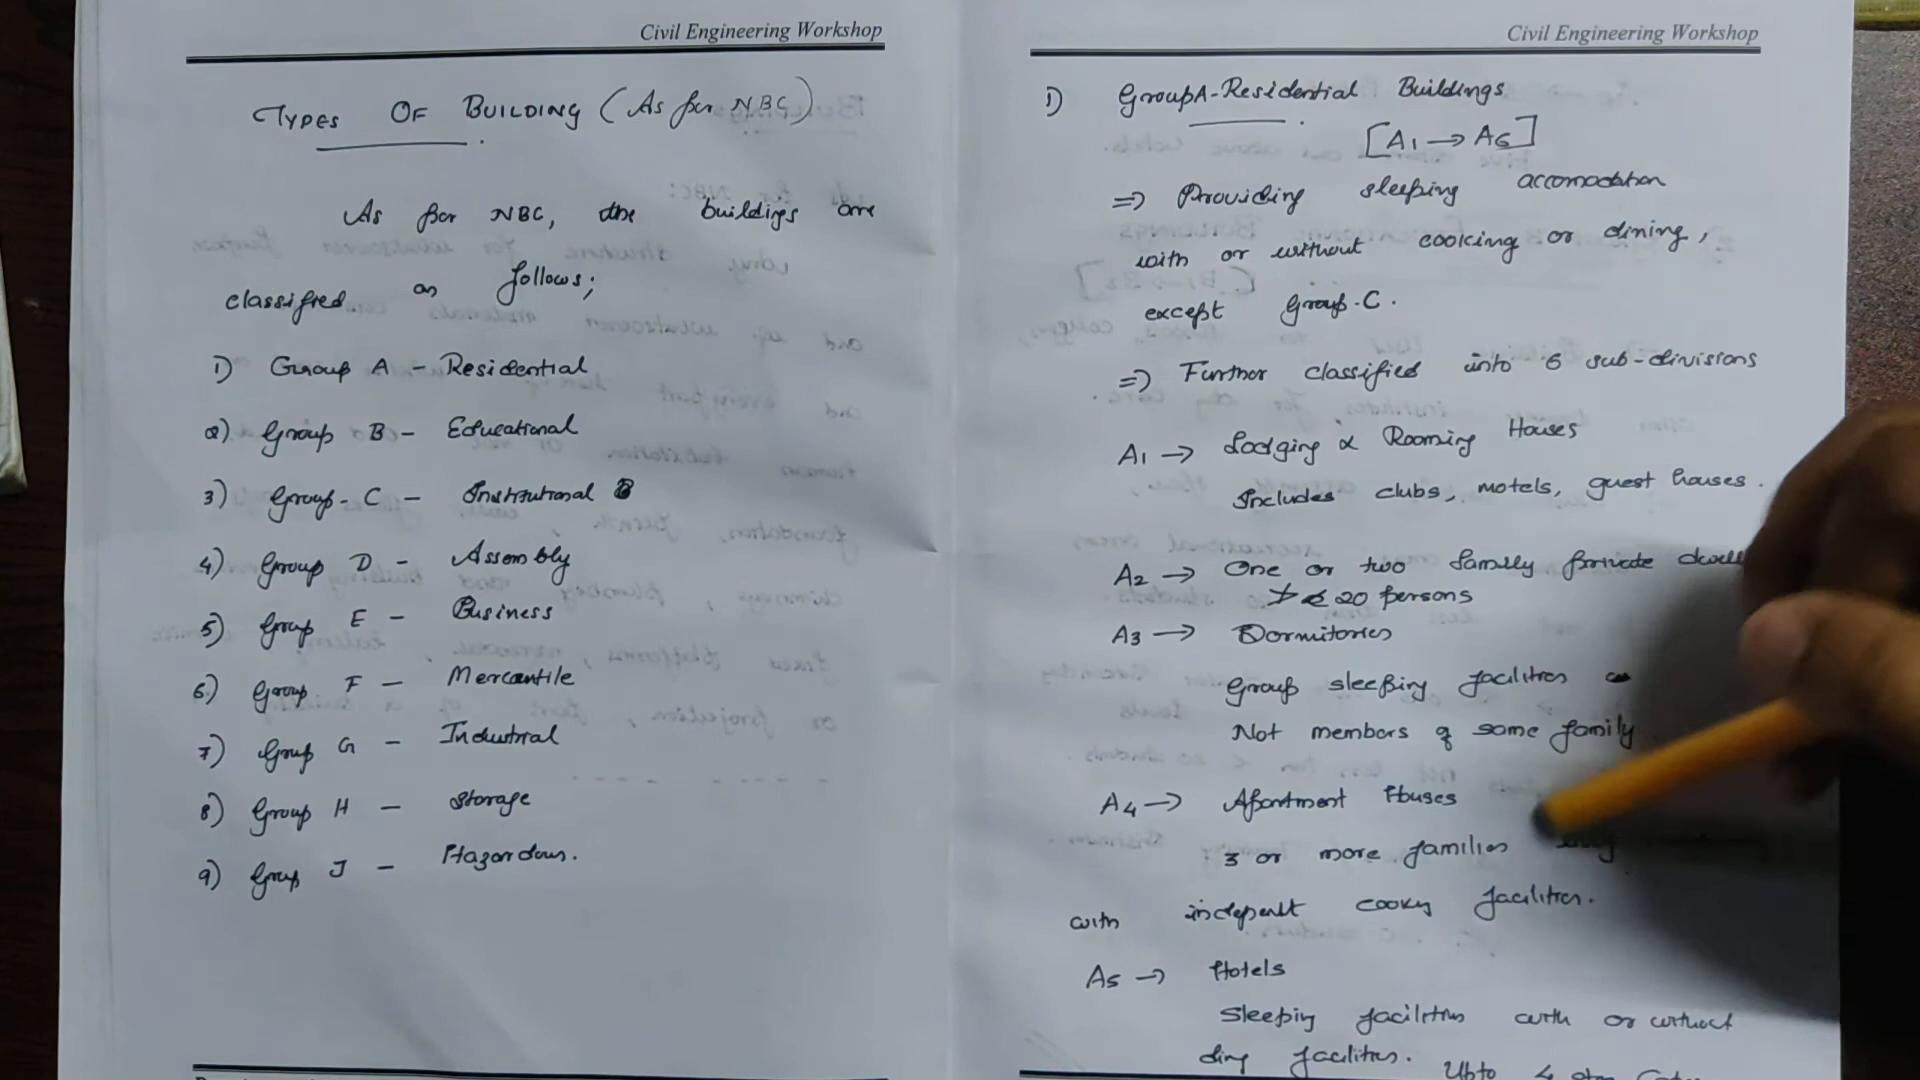 Civil Engineering Workshop
TYPES OF BUILDING (As per NBC)
As per NBC, the buildings are
classified as follows;
1) Group A - Residential
2) Group B - Educational
3) Group - C - Institutional
4) Group D - Assembly
5) Group E - Business
6) Group F - Mercantile
7) Group G - Industrial
8) Group H - Storage
9) Group J - Hazardous.
Civil Engineering Workshop
1) Group A - Residential Buildings
[A1 → A6]
⇒ Providing sleeping accomodation
with or without cooking or dining,
except Group - C.
⇒ Further classified into 6 sub-divisions
A1 → Lodging & Rooming Houses
Includes clubs, motels, guest houses.
A2 → One or two family private
20 persons
A3 → Dormitories
Group sleeping facilities
Not members of same family
A4 → Apartment Houses
3 or more families
with cooking facilities.
A5 → Hotels
Sleeping facilities with or without
facilities. Upto 4 star